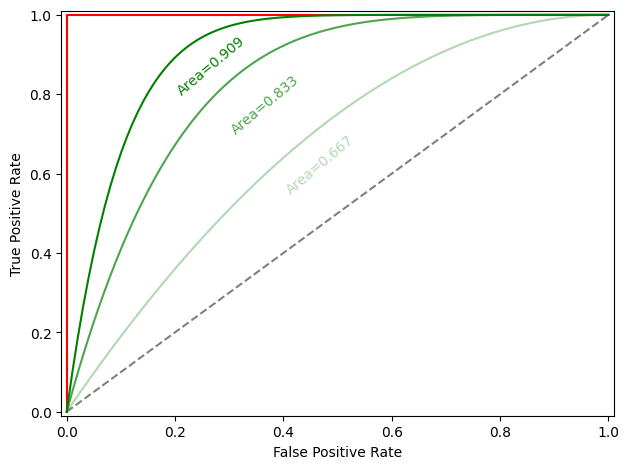 1.0
0.8
0.6
0.4
0.2
0.0
True Positive Rate
Area=0.909
Area=0.833
Area=0.667
0.0 0.2 0.4 0.6 0.8 1.0
False Positive Rate